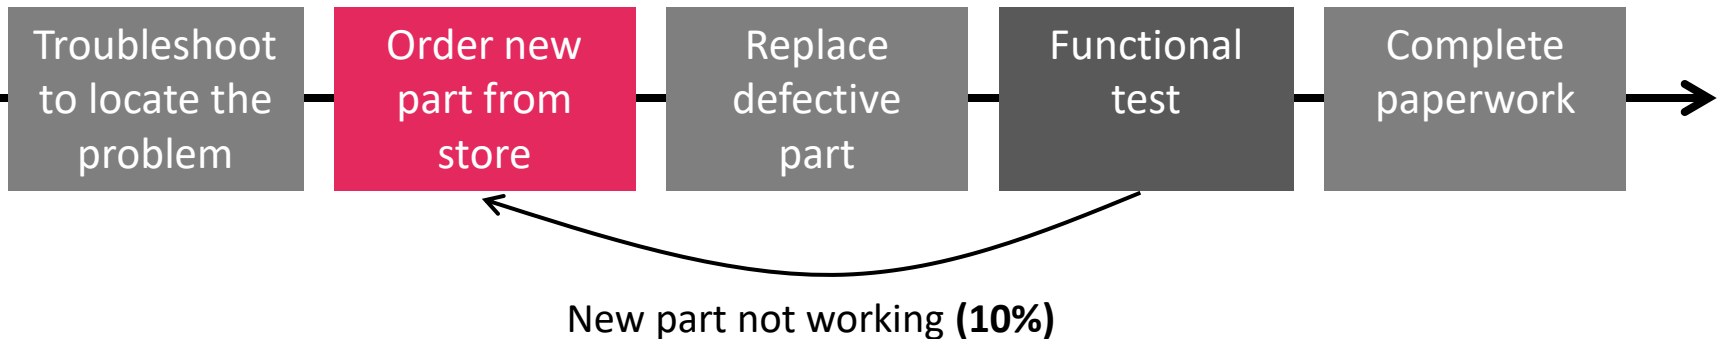 Troubleshoot
to locate the
problem
Order new
part from
store
Replace
defective
part
Functional
test
Complete
paperwork
New part not working (10%)